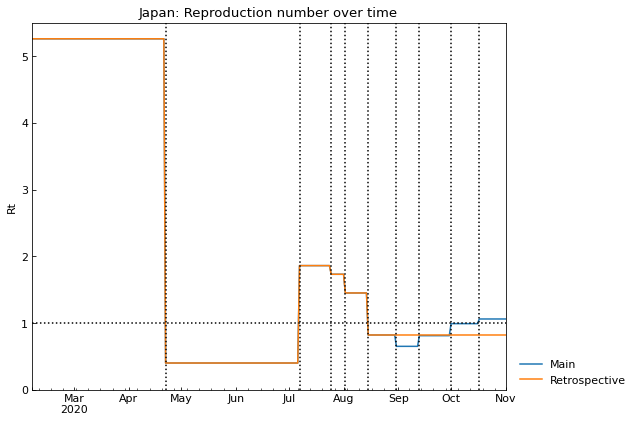 Japan: Reproduction number over time
5
4
3
2
1
0
Rt
Mar
2020
Apr
May
Jun
Jul
Aug
Sep
Oct
Nov
Main
Retrospective